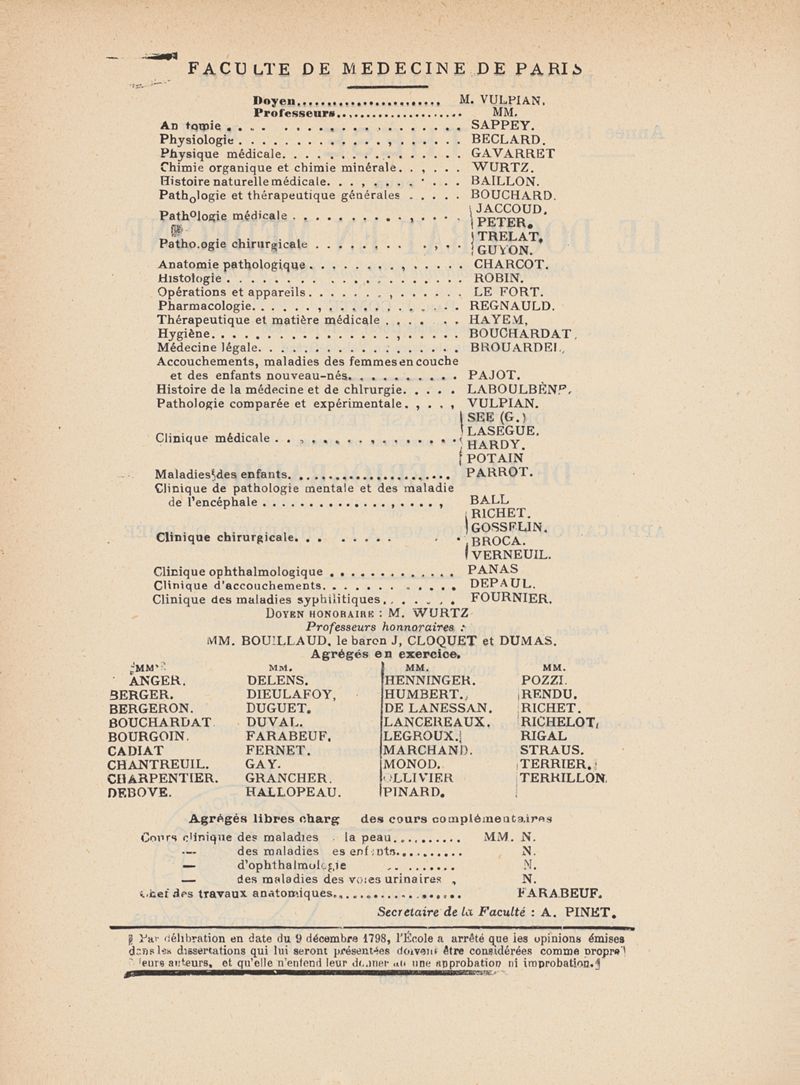 FACULTE DE MEDECINE DE PARIS
Doyen........................ M. VULPIAN.
Professeurs..................... MM.
An tomie . . . . . . . . . . . . . . . SAPPEY.
Physiologie . . . . . . . . . . . . . . . BECLARD.
Physique médicale. . . . . . . . . . . . . . . GAVARRET
Chimie organique et chimie minérale. . , . . . WURTZ.
Histoire naturelle médicale. . . , . . . . . . . BAILLON.
Pathologie et thérapeutique générales . . . . . BOUCHARD.
Pathologie médicale . . . . . . . . . . , . . . . JACCOUD.
PETER.
Patho.ogie chirurgicale . . . . . . . . . , . . TRELAT,
GUYON.
Anatomie pathologique . . . . . . . . , . . . . . CHARCOT.
Histologie . . . . . . . . . . . . . . . . . . . ROBIN.
Opérations et appareils. . . . . . . , . . . . . . LE FORT.
Pharmacologie. . . . . . , . . . . . . . . . . . REGNAULD.
Thérapeutique et matière médicale . . . . . . HAYEM,
Hygiène. . . . . . . . . . . . . . . , . . . . . BOUCHARDAT.
Médecine légale. . . . . . . . . . . . . . . . . BROUARDEL.
Accouchements, maladies des femmes en couche
et des enfants nouveau-nés. . . . . . . . . . PAJOT.
Histoire de la médecine et de chirurgie. . . . . LABOULBÈNE.
Pathologie comparée et expérimentale. , . . , VULPIAN.
Clinique médicale . . , . . . . . . . . . . . . . SEE (G.)
LASEGUE.
HARDY.
POTAIN
Maladies des enfants. ...................... PARROT.
Clinique de pathologie mentale et des maladie
de l'encéphale . . . . . . . . . . . . . , . . . . , BALL
Clinique chirurgicale. . . . . . . . . . RICHET.
GOSSELIN.
BROCA.
VERNEUIL.
Clinique ophthalmologique . . . . . . . . . . . . PANAS
Clinique d'accouchements. . . . . . . . . . . . DEPAUL.
Clinique des maladies syphilitiques, . . . . . . FOURNIER.
DOYEN HONORAIRE : M. WURTZ
Professeurs honnoraires :
MM. BOUILLAUD, le baron J, CLOQUET et DUMAS.
Agrégés en exercice.
MM. MM. MM. MM.
ANGER. DELENS. HENNINGER. POZZI.
BERGER. DIEULAFOY, HUMBERT. RENDU.
BERGERON. DUGUET. DE LANESSAN. RICHET.
BOUCHARDAT DUVAL. LANCEREAUX. RICHELOT,
BOURGOIN. FARABEUF. LEGROUX. RIGAL
CADIAT FERNET. MARCHAND. STRAUS.
CHANTREUIL. GAY. MONOD. TERRIER.
CHARPENTIER. GRANCHER. OLLIVIER TERRILLON.
DEBOVE. HALLOPEAU. PINARD.
Agrégés libres charg des cours complémentaires
Cours clinique des maladies la peau.......... MM. N.
— des maladies es enfants.......... N.
— d'ophthalmologie .. ....... N.
— des maladies des voies urinaires , N.
Chef des travaux anatomiques................... FARABEUF.
Secretaire de la Faculté : A. PINET.
Par délibration en date du 9 décembre 1798, l'École a arrêté que les opinions émises
dans les dissertations qui lui seront présentées doivent être considérées comme propre
leurs auteurs, et qu'elle n'entend leur donner au une approbation ni improbation.